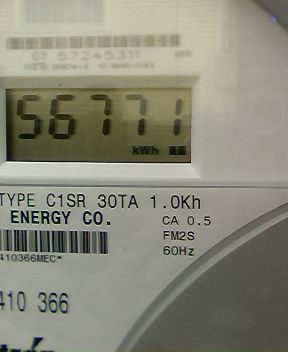 07 57245311
56771
kWh
TYPE C1SR 30TA 1.0Kh
ENERGY CO.
CA 0.5
FM2S
60Hz
410366MEC*
410 366